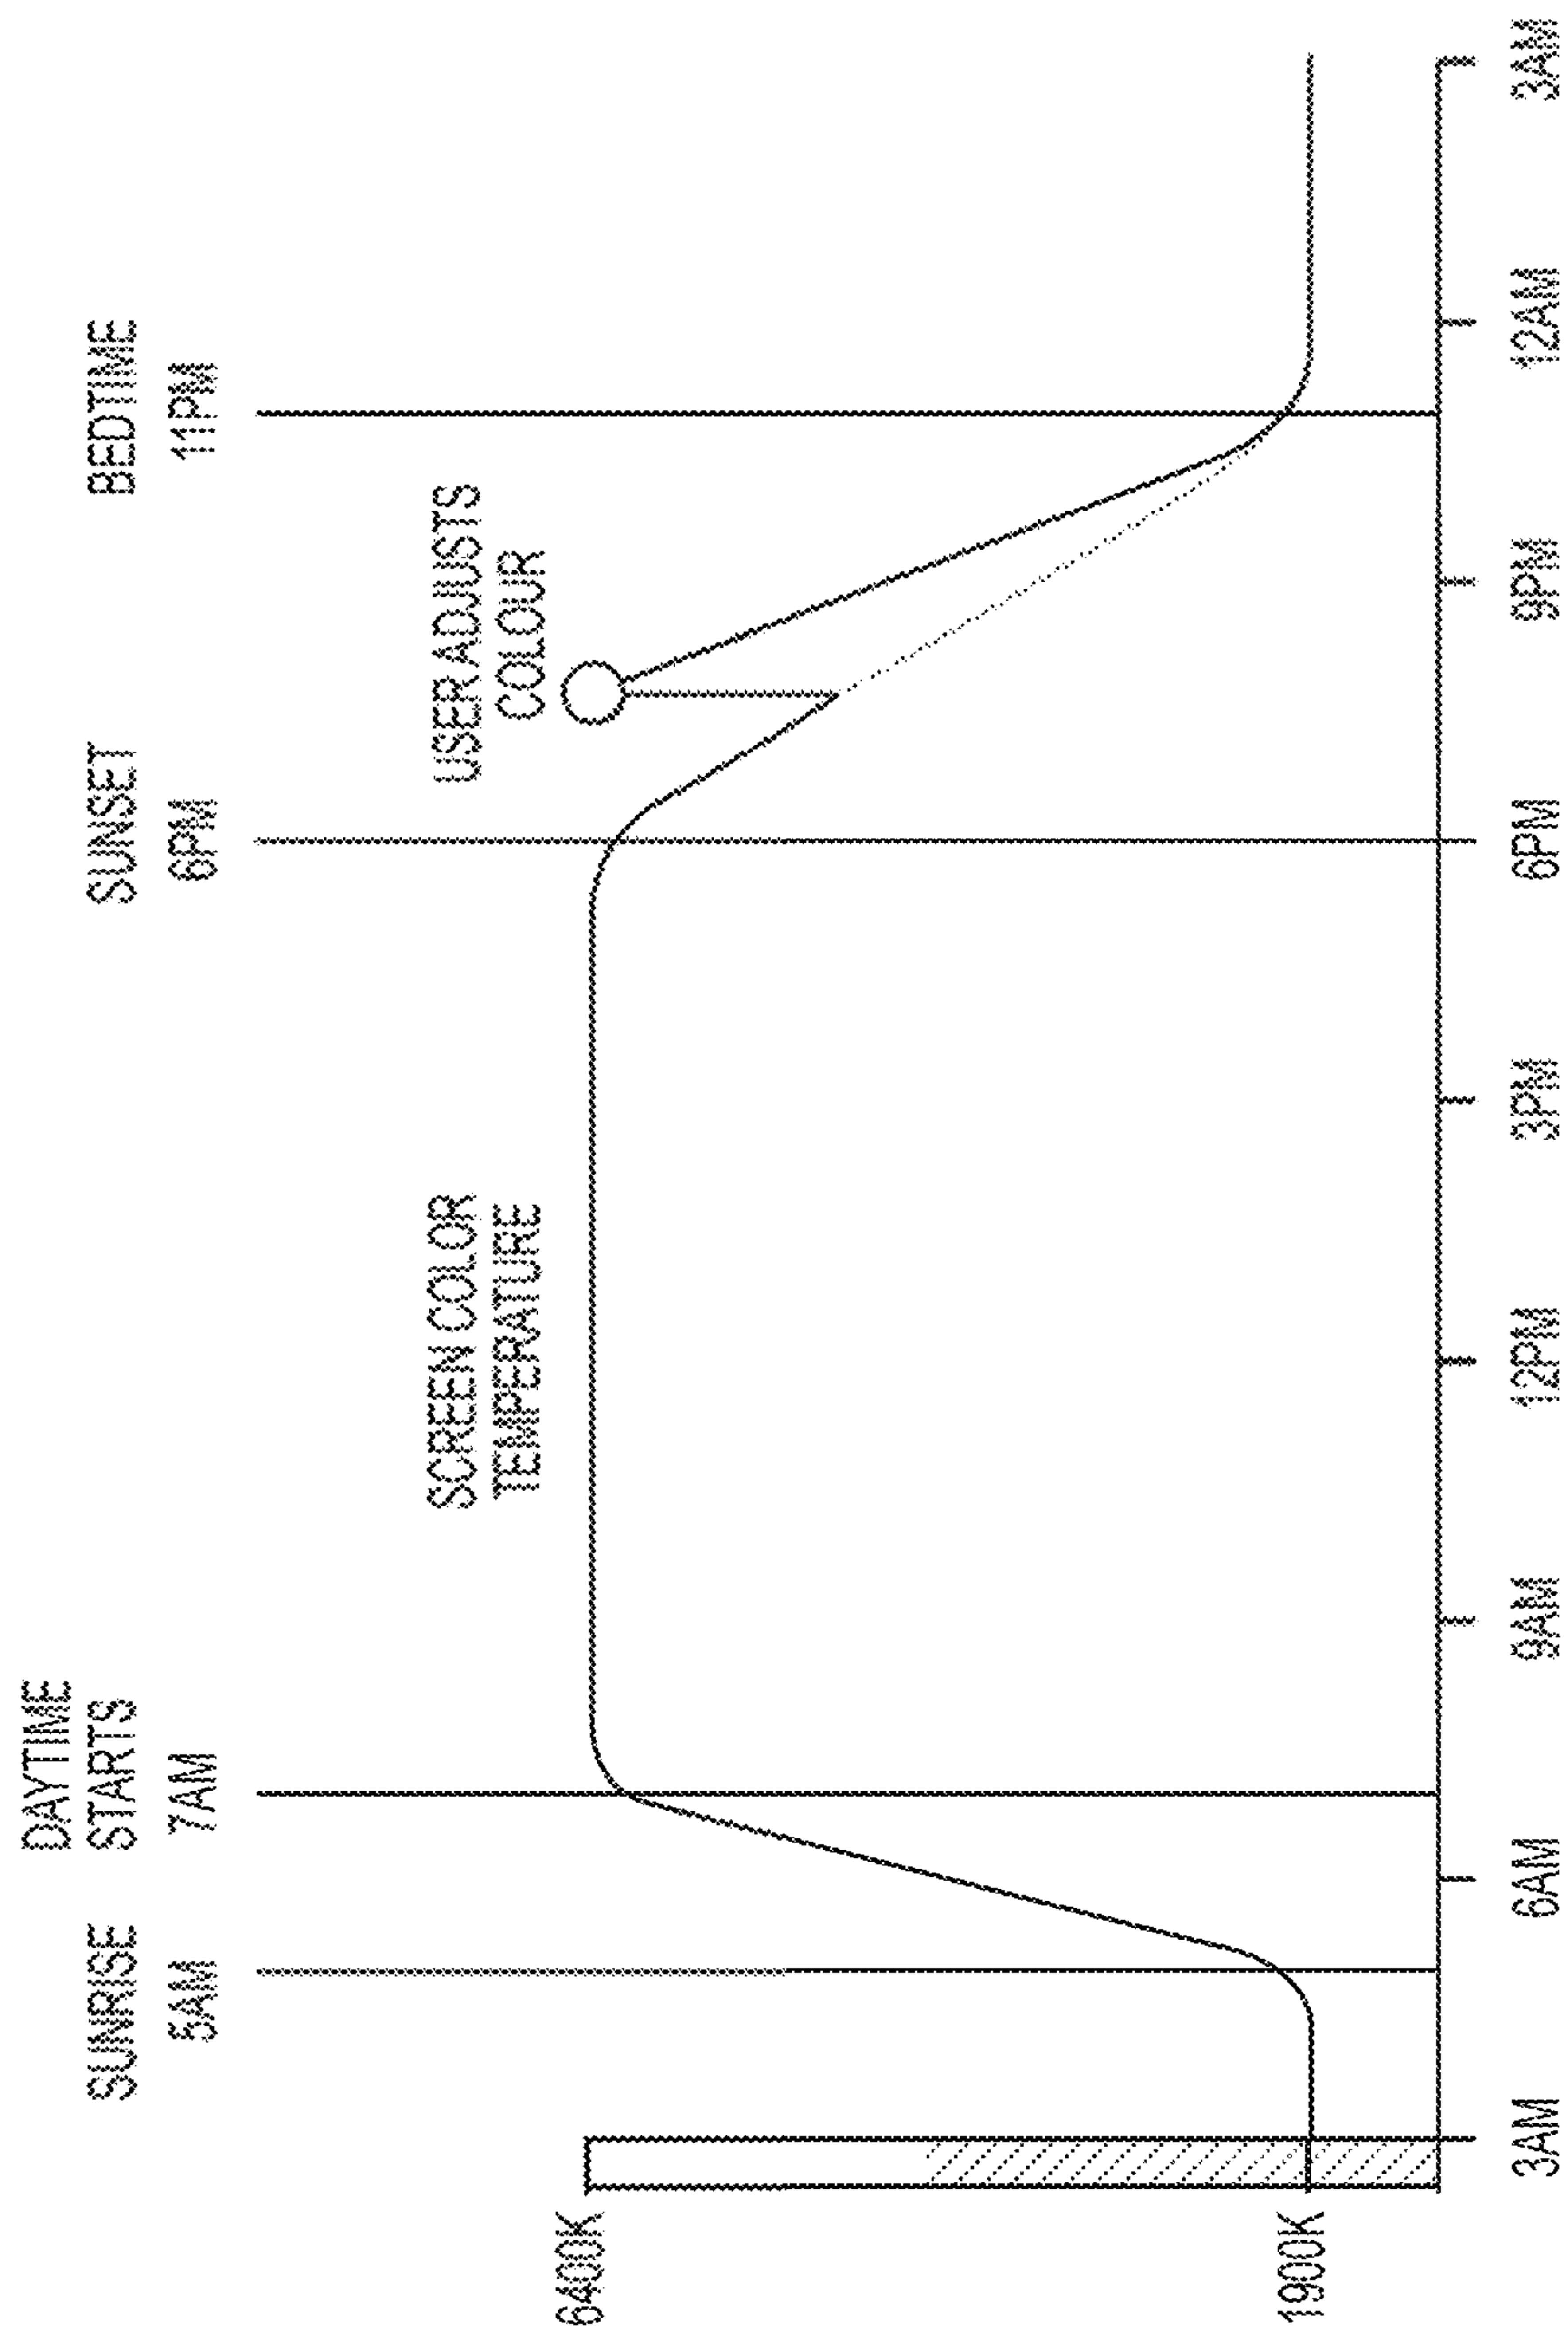 DAYTIME
SUNRISE STARTS SUNSET BEDTIME
5AM 7AM 6PM 11PM
SCREEN COLOR USER ADJUSTS
TEMPERATURE COLOUR
6400K
1900K
3AM 6AM 9AM 12PM 3PM 6PM 9PM 12AM 3AM